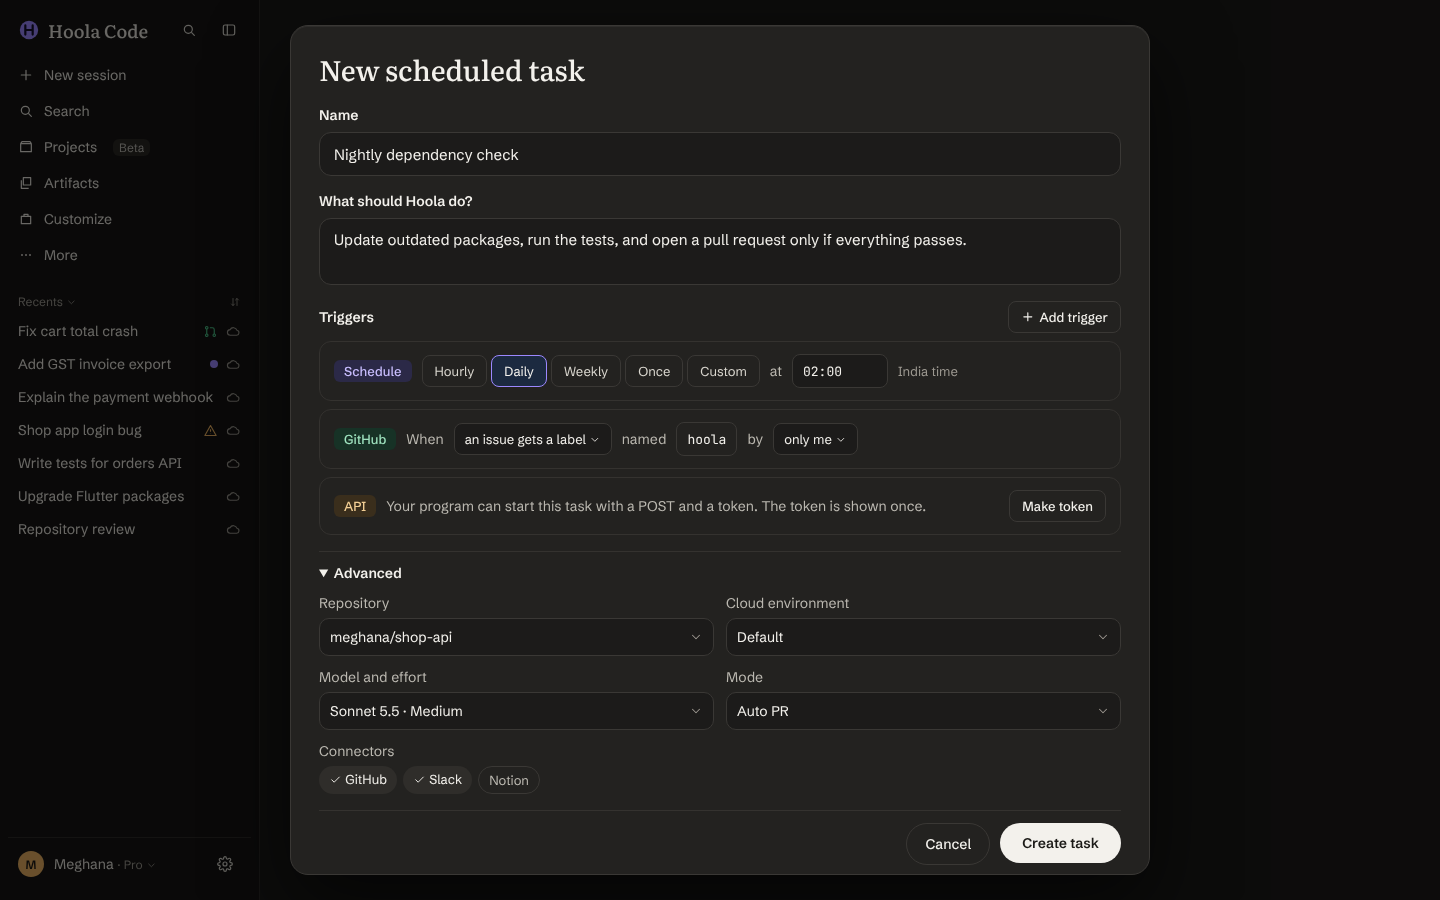 Hoola Code
New session
Search
Projects Beta
Artifacts
Customize
More
Recents
Fix cart total crash
Add GST invoice export
Explain the payment webhook
Shop app login bug
Write tests for orders API
Upgrade Flutter packages
Repository review
M Meghana · Pro
New scheduled task
Name
Nightly dependency check
What should Hoola do?
Update outdated packages, run the tests, and open a pull request only if everything passes.
Triggers + Add trigger
Schedule Hourly Daily Weekly Once Custom at 02:00 India time
GitHub When an issue gets a label named hoola by only me
API Your program can start this task with a POST and a token. The token is shown once. Make token
Advanced
Repository Cloud environment
meghana/shop-api Default
Model and effort Mode
Sonnet 5.5 · Medium Auto PR
Connectors
GitHub Slack Notion
Cancel Create task